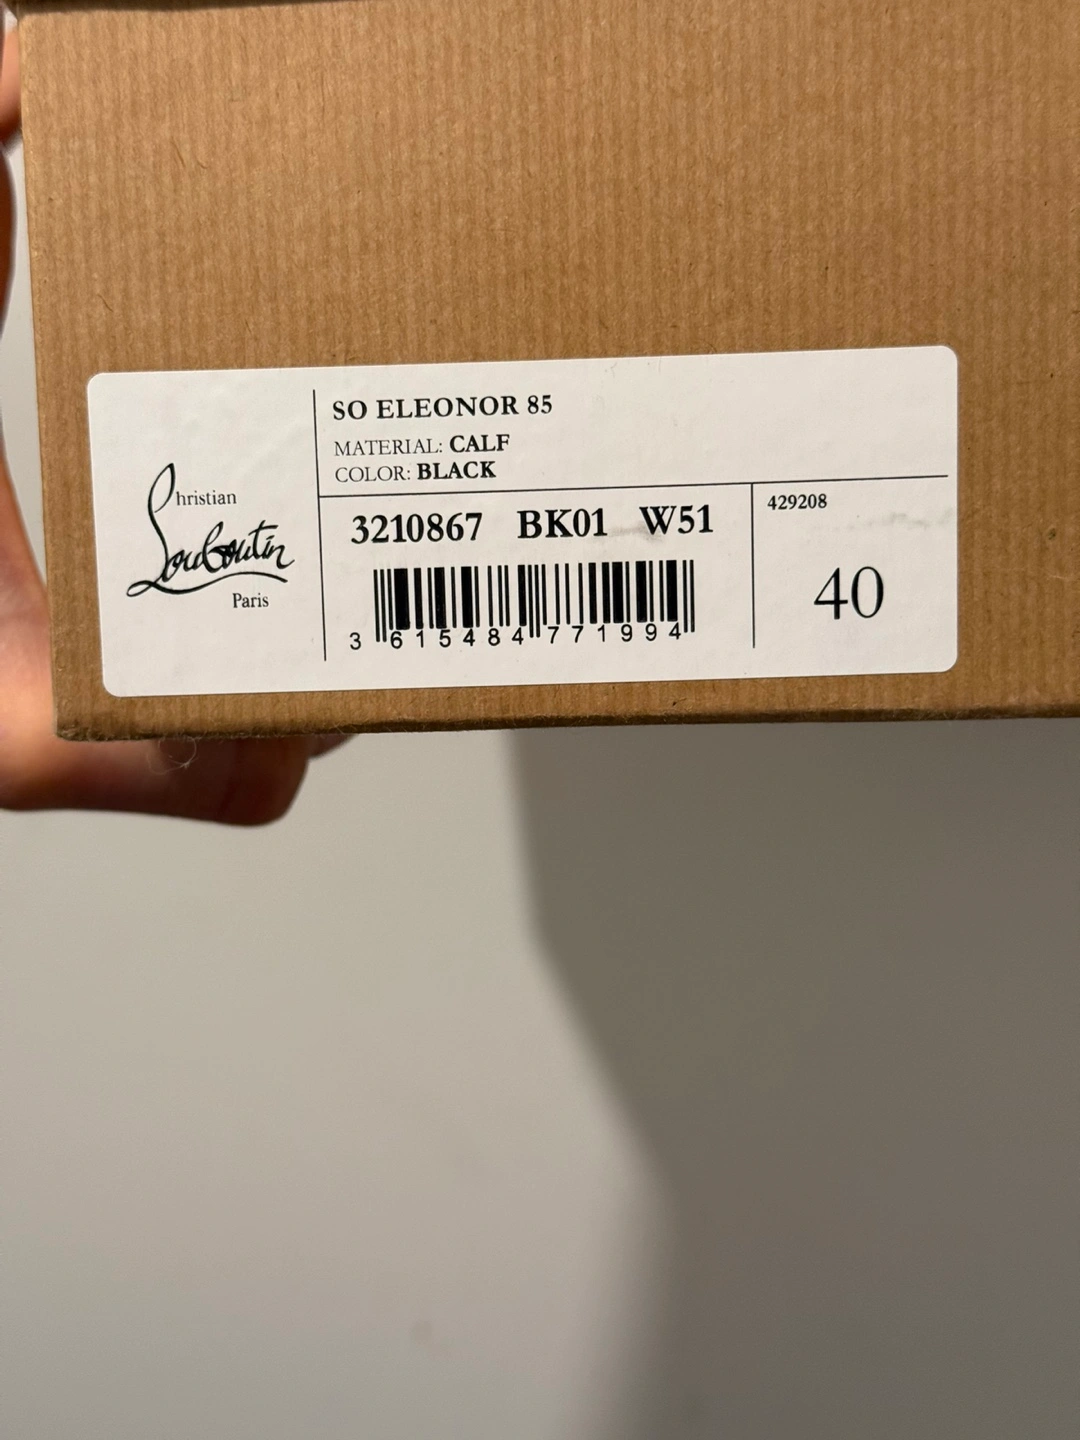 Christian
Louboutin
Paris
SO ELEONOR 85
MATERIAL: CALF
COLOR: BLACK
3210867 BK01 W51
3 615484 771994
429208
40